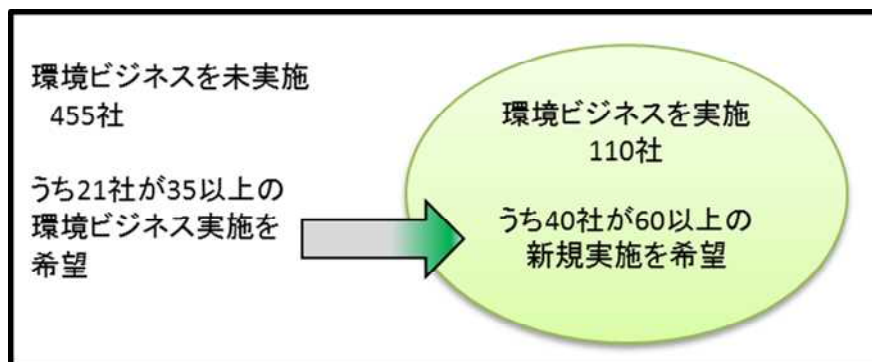 環境ビジネスを未実施
455社
うち21社が35以上の
環境ビジネス実施を
希望
環境ビジネスを実施
110社
うち40社が60以上の
新規実施を希望